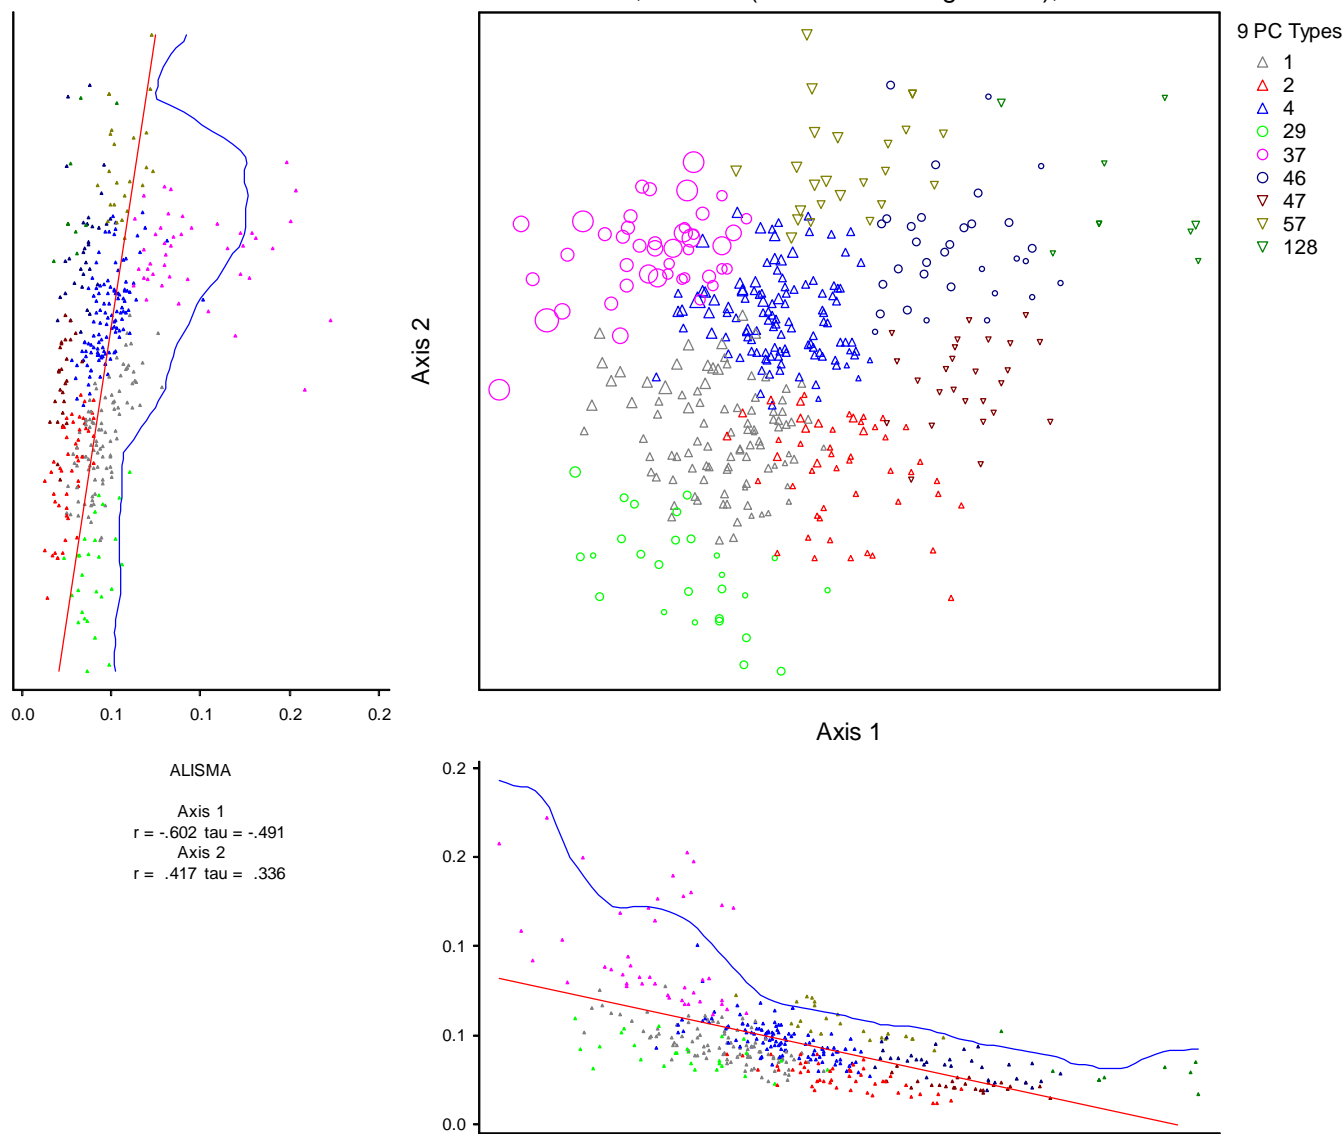 9 PC Types
1
2
4
29
37
46
47
57
128
Axis 2
0.0 0.1 0.1 0.2 0.2
Axis 1
ALISMA
Axis 1
r = -.602 tau = -.491
Axis 2
r = .417 tau = .336
0.2
0.2
0.1
0.1
0.0